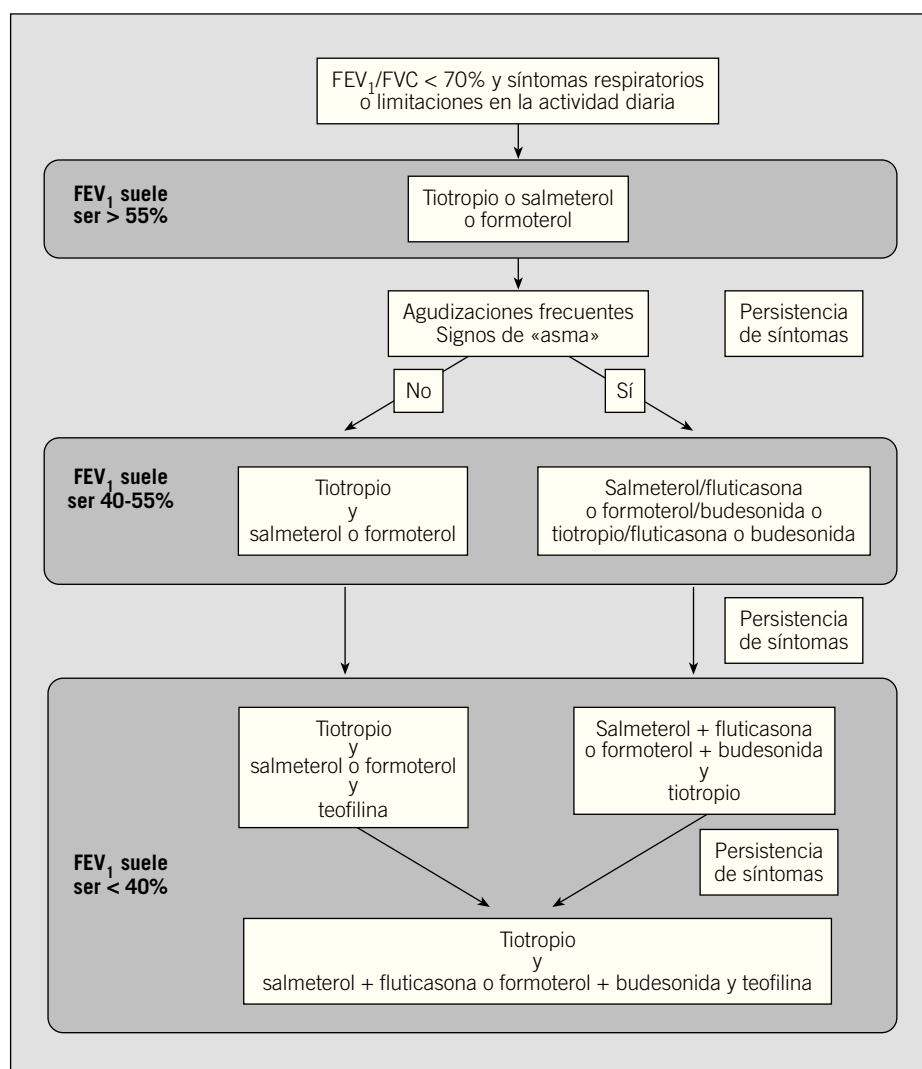 FEV1/FVC < 70% y síntomas respiratorios
o limitaciones en la actividad diaria
FEV1 suele
ser > 55%
Tiotropio o salmeterol
o formoterol
Agudizaciones frecuentes
Signos de «asma»
Persistencia
de síntomas
No
Sí
FEV1 suele
ser 40-55%
Tiotropio
y
salmeterol o formoterol
Salmeterol/fluticasona
o formoterol/budesonida o
tiotropio/fluticasona o budesonida
Persistencia
de síntomas
Tiotropio
y
salmeterol o formoterol
y
teofilina
Salmeterol + fluticasona
o formoterol + budesonida
y
tiotropio
Persistencia
de síntomas
FEV1 suele
ser < 40%
Tiotropio
y
salmeterol + fluticasona o formoterol + budesonida y teofilina